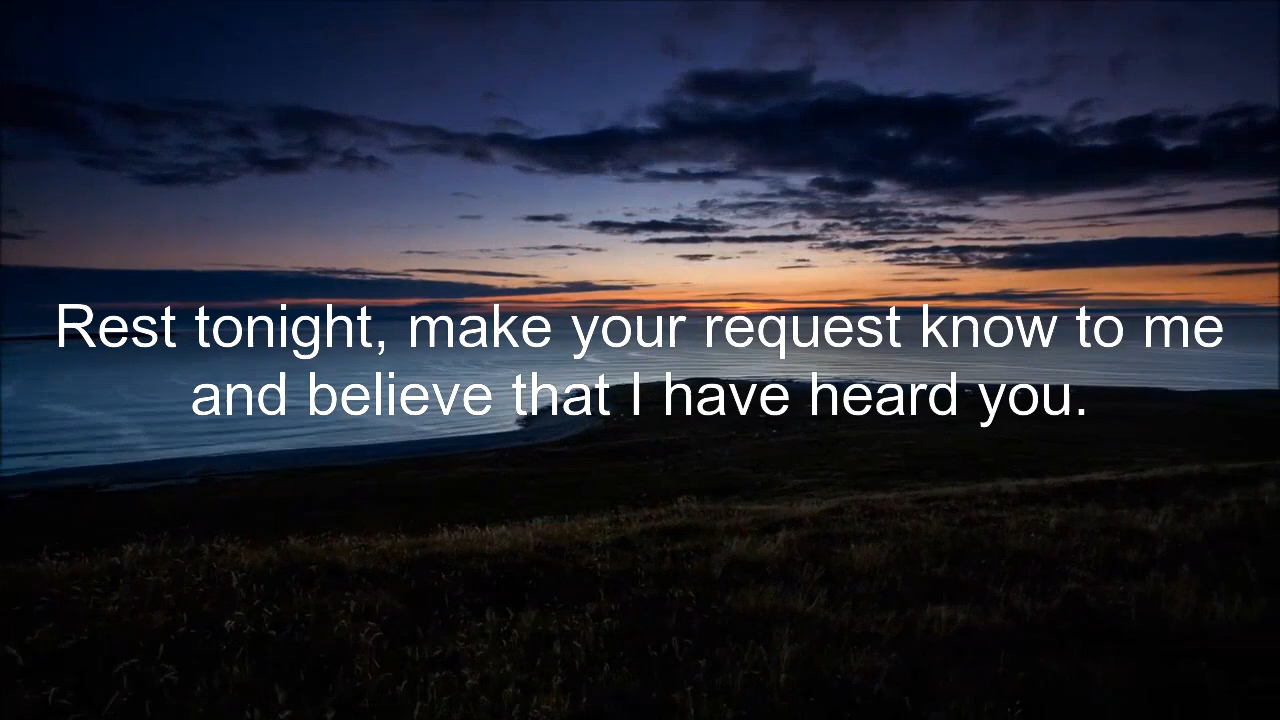 Rest tonight, make your request know to me
and believe that I have heard you.